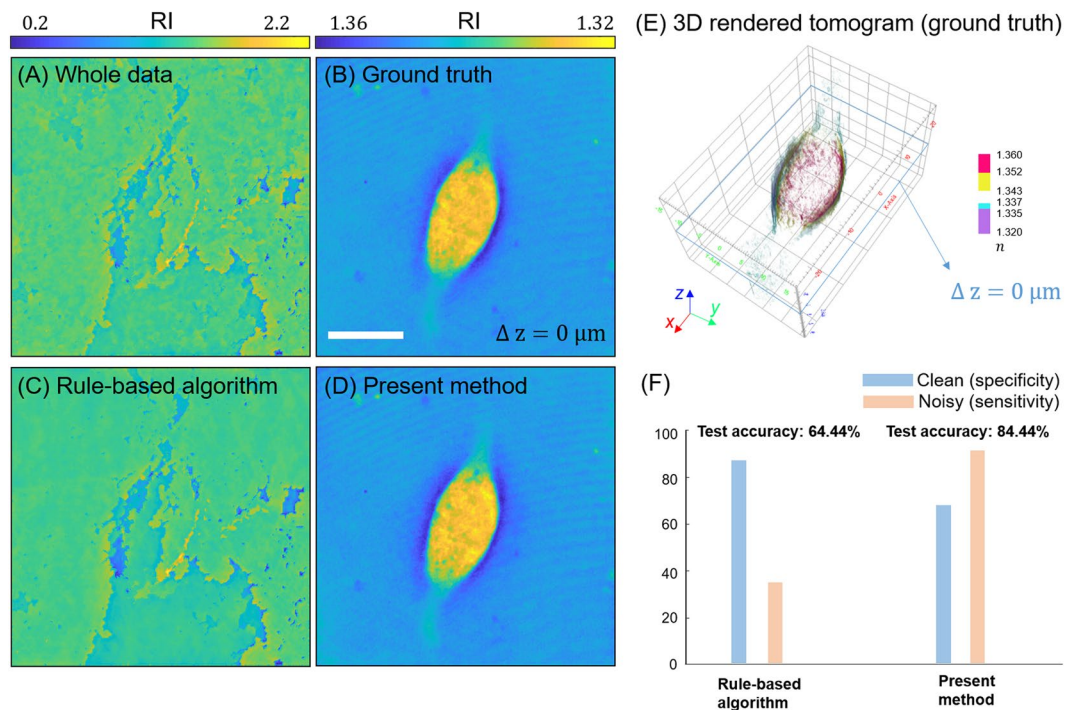 0.2 RI 2.2
1.36 RI 1.32
(A) Whole data
(B) Ground truth
Δ z = 0 μm
(C) Rule-based algorithm
(D) Present method
(E) 3D rendered tomogram (ground truth)
1.360
1.352
1.343
1.337
1.335
1.320
n
X-Axis
Y-Axis
Δ z = 0 μm
z
y
x
(F)
Clean (specificity)
Noisy (sensitivity)
Test accuracy: 64.44%
Test accuracy: 84.44%
100
80
60
40
20
0
Rule-based
algorithm
Present
method